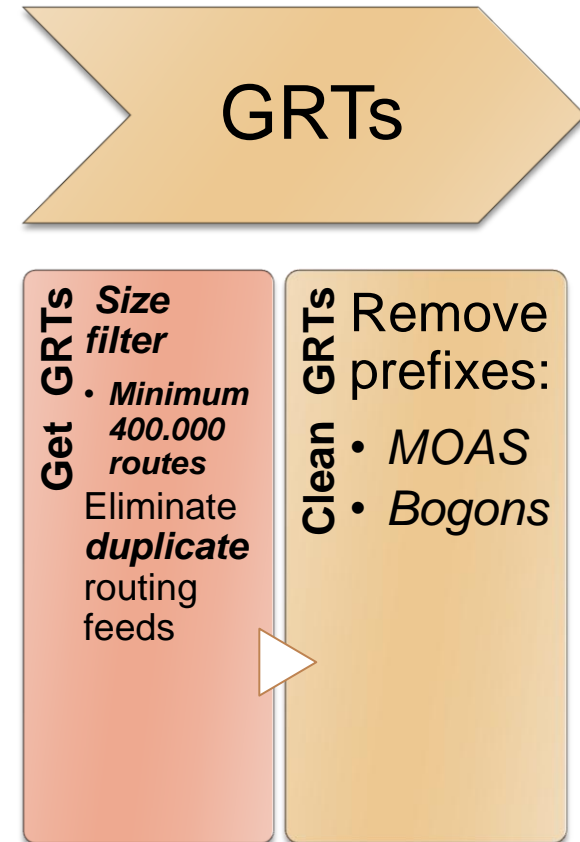 GRTs
Get GRTs
Size
filter
• Minimum
400.000
routes
Eliminate
duplicate
routing
feeds
Clean GRTs
Remove
prefixes:
• MOAS
• Bogons